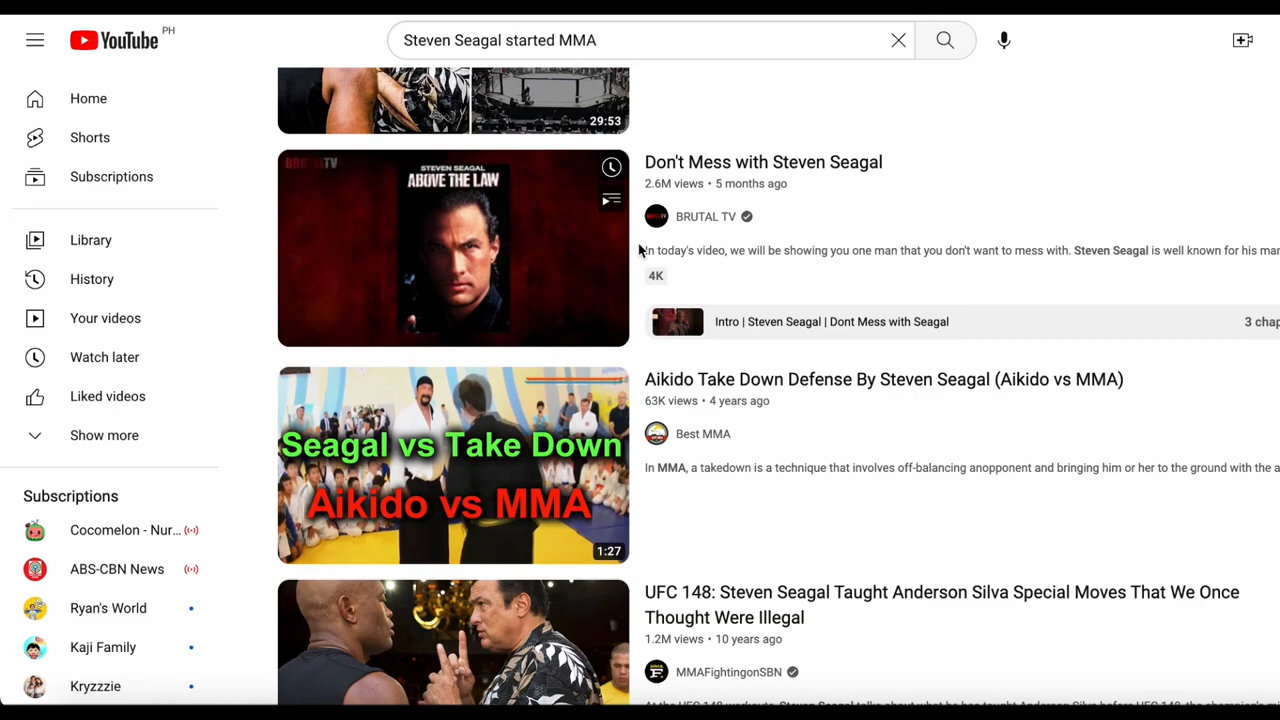 YouTube PH
Steven Seagal started MMA
Home
Shorts
Subscriptions
Library
History
Your videos
Watch later
Liked videos
Show more
Subscriptions
Cocomelon - Nur...
ABS-CBN News
Ryan's World
Kaji Family
Kryzzzie
29:53
BRUTALTV
STEVEN SEAGAL
ABOVE THE LAW
Don't Mess with Steven Seagal
2.6M views • 5 months ago
BRUTAL TV
In today's video, we will be showing you one man that you don't want to mess with. Steven Seagal is well known for his mar
4K
Intro | Steven Seagal | Dont Mess with Seagal
3 chap
Seagal vs Take Down
Aikido vs MMA
1:27
Aikido Take Down Defense By Steven Seagal (Aikido vs MMA)
63K views • 4 years ago
Best MMA
In MMA, a takedown is a technique that involves off-balancing anopponent and bringing him or her to the ground with the a
UFC 148: Steven Seagal Taught Anderson Silva Special Moves That We Once
Thought Were Illegal
1.2M views • 10 years ago
MMAFightingonSBN